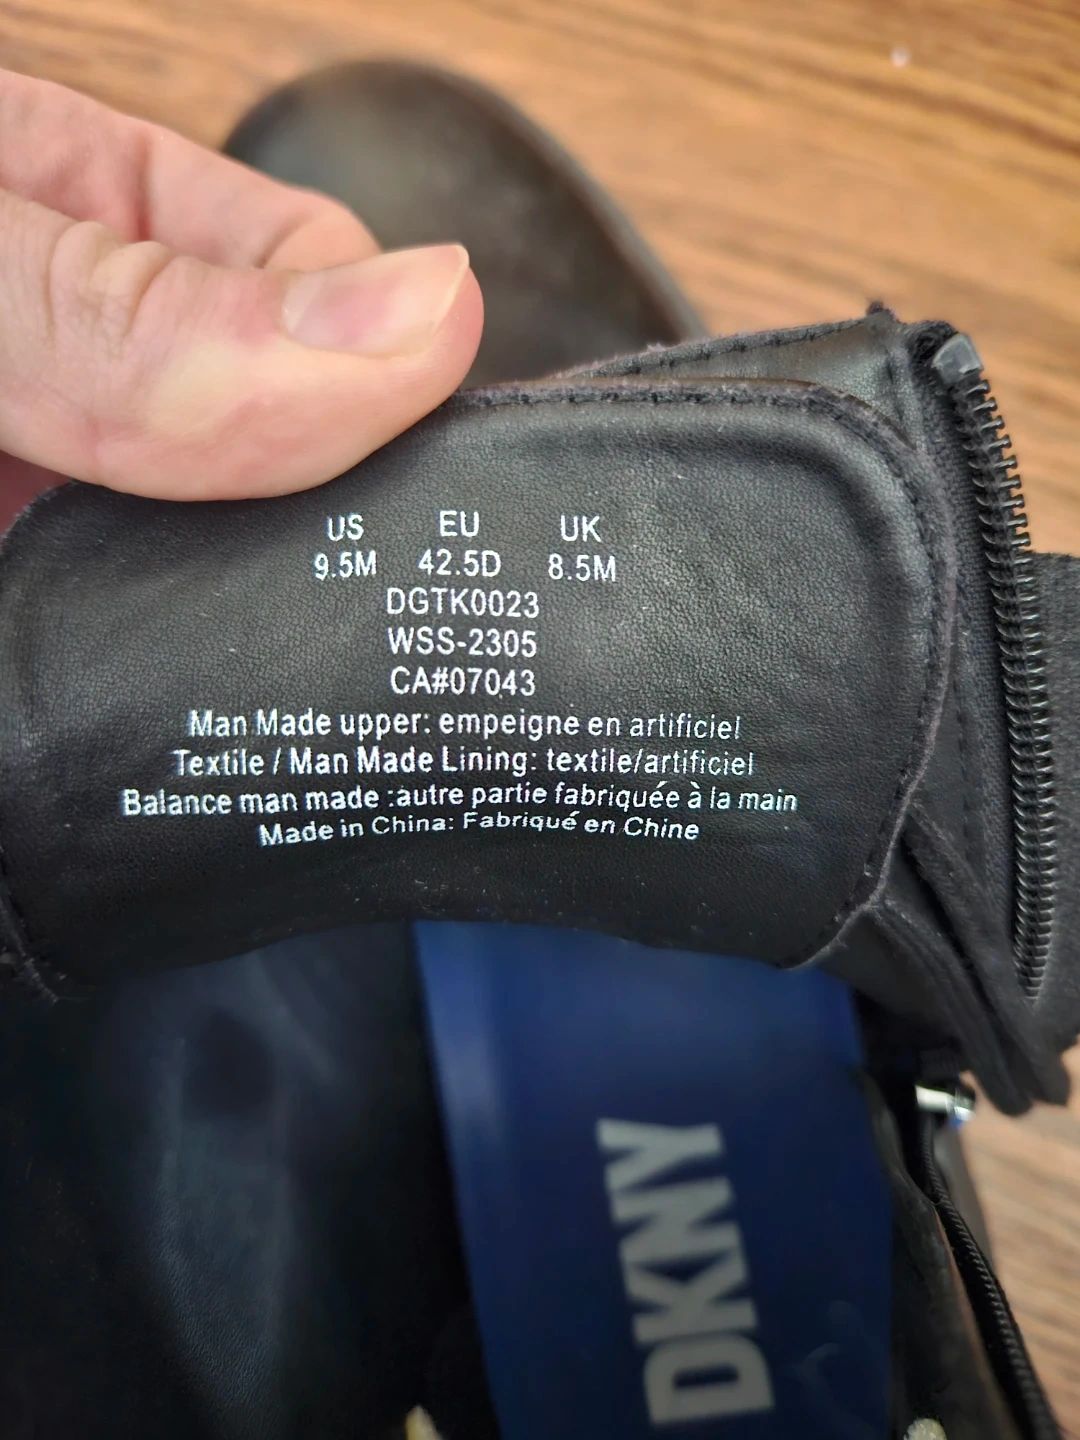 US EU UK
9.5M 42.5D 8.5M
DGTK0023
WSS-2305
CA#07043
Man Made upper: empeigne en artificiel
Textile / Man Made Lining: textile/artificiel
Balance man made :autre partie fabriquée à la main
Made in China: Fabriqué en Chine
DKNY